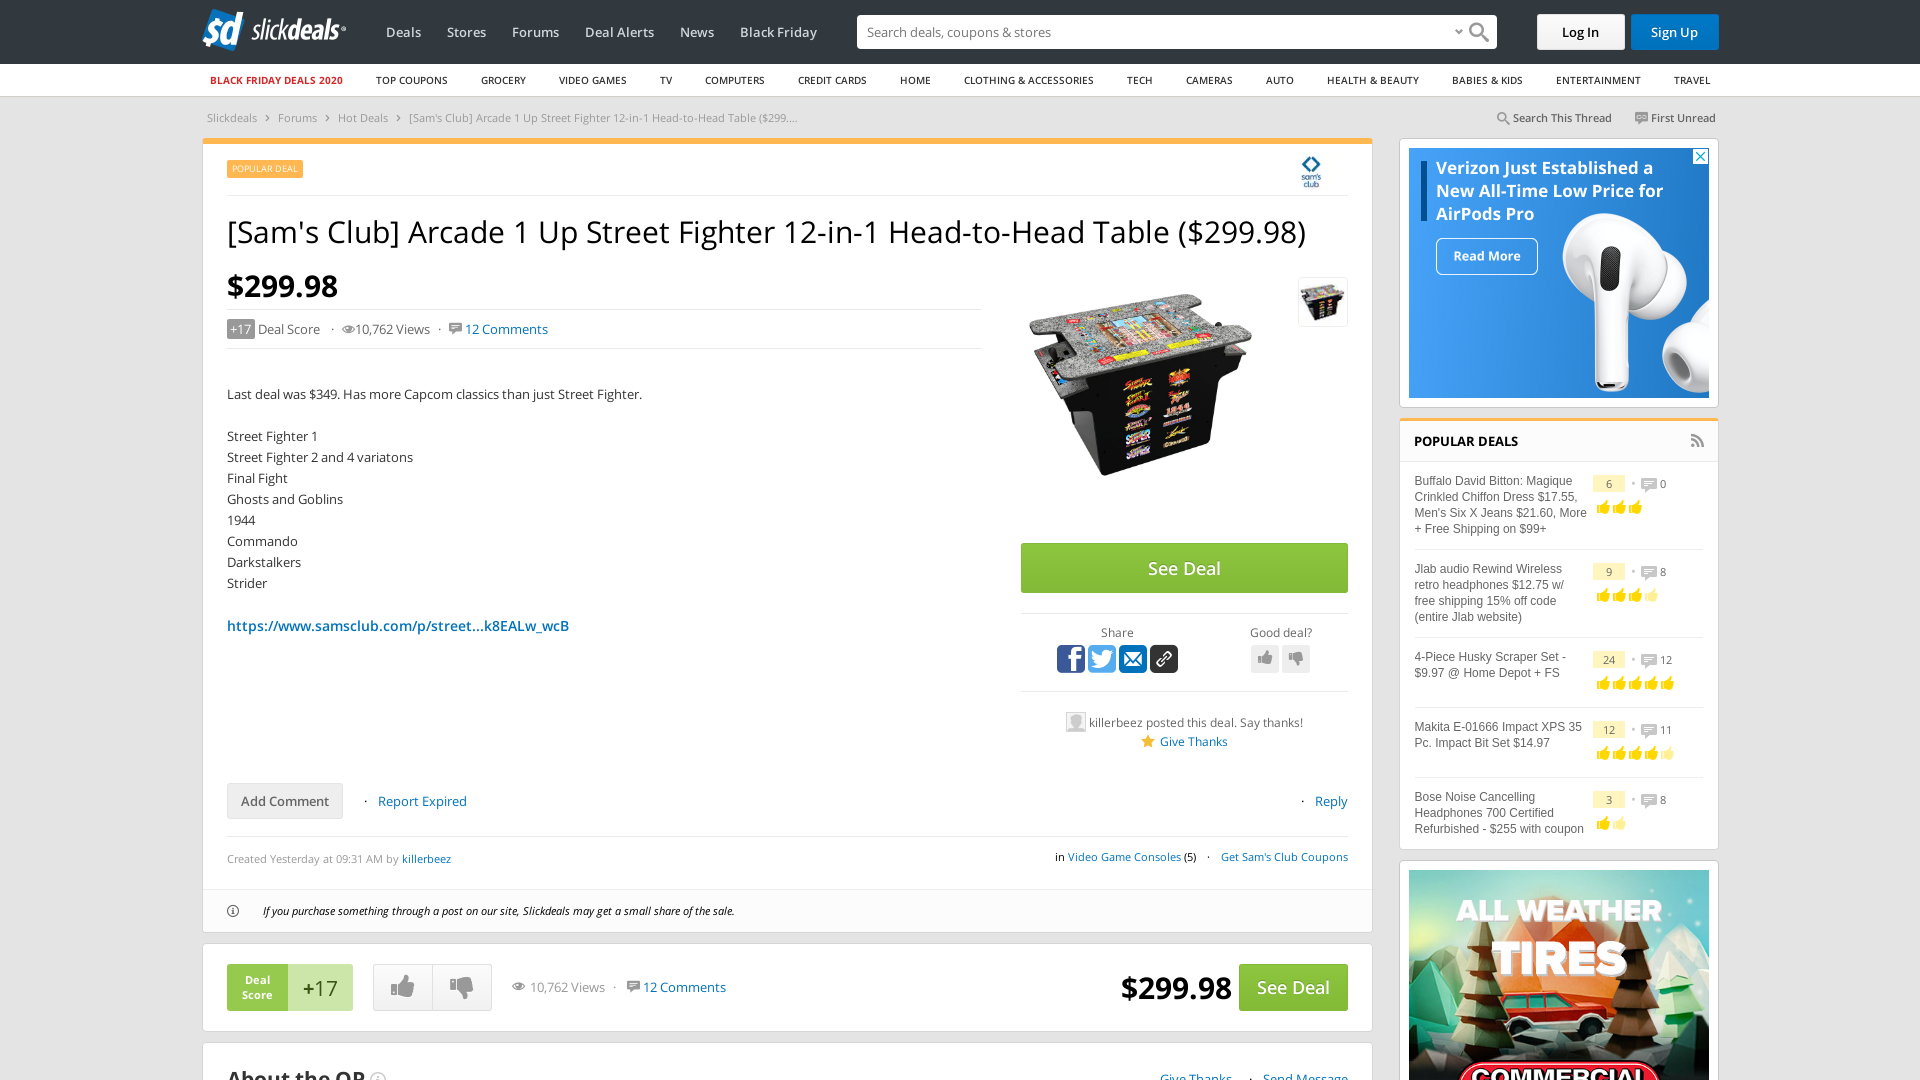 slickdeals
Deals
Stores
Forums
Deal Alerts
News
Black Friday
Search deals, coupons & shopping
Log In
Sign Up
BLACK FRIDAY DEALS 2020
TOP COUPONS
GROCERY
VIDEO GAMES
TV
COMPUTERS
CREDIT CARDS
HOME
CLOTHING & ACCESSORIES
TECH
CAMERAS
AUTO
HEALTH & BEAUTY
BABIES & KIDS
ENTERTAINMENT
TRAVEL
Slickdeals › Forums › Hot Deals › [Sam's Club] Arcade 1 Up Street Fighter 12-in-1 Head-to-Head Table ($299....
Search This Thread
First Unread
POPULAR DEAL
sam's club
[Sam's Club] Arcade 1 Up Street Fighter 12-in-1 Head-to-Head Table ($299.98)
$299.98
+17 Deal Score · 10,762 Views · 12 Comments
Last deal was $349. Has more Capcom classics than just Street Fighter.
Street Fighter 1
Street Fighter 2 and 4 variatons
Final Fight
Ghosts and Goblins
1944
Commando
Darkstalkers
Strider
https://www.samsclub.com/p/street...k8EALw_wcB
See Deal
Share
Good deal?
killerbeez posted this deal. Say thanks!
Give Thanks
Add Comment
· Report Expired
· Reply
Created Yesterday at 09:31 AM by killerbeez
in Video Game Consoles (5) · Get Sam's Club Coupons
If you purchase something through a post on our site, Slickdeals may get a small share of the sale.
Deal
Score
+17
10,762 Views · 12 Comments
$299.98
See Deal
About the OP
Give Thanks · Send Message
Verizon Just Established a
New All-Time Low Price for
AirPods Pro
Read More
POPULAR DEALS
Buffalo David Bitton: Magique
Crinkled Chiffon Dress $17.55,
Men's Six X Jeans $21.60, More
+ Free Shipping on $99+
6 · 0
Jlab audio Rewind Wireless
retro headphones $12.75 w/
free shipping 15% off code
(entire Jlab website)
9 · 8
4-Piece Husky Scraper Set -
$9.97 @ Home Depot + FS
24 · 12
Makita E-01666 Impact XPS 35
Pc. Impact Bit Set $14.97
12 · 11
Bose Noise Cancelling
Headphones 700 Certified
Refurbished - $255 with coupon
3 · 8
ALL WEATHER
TIRES
COMMERCIAL